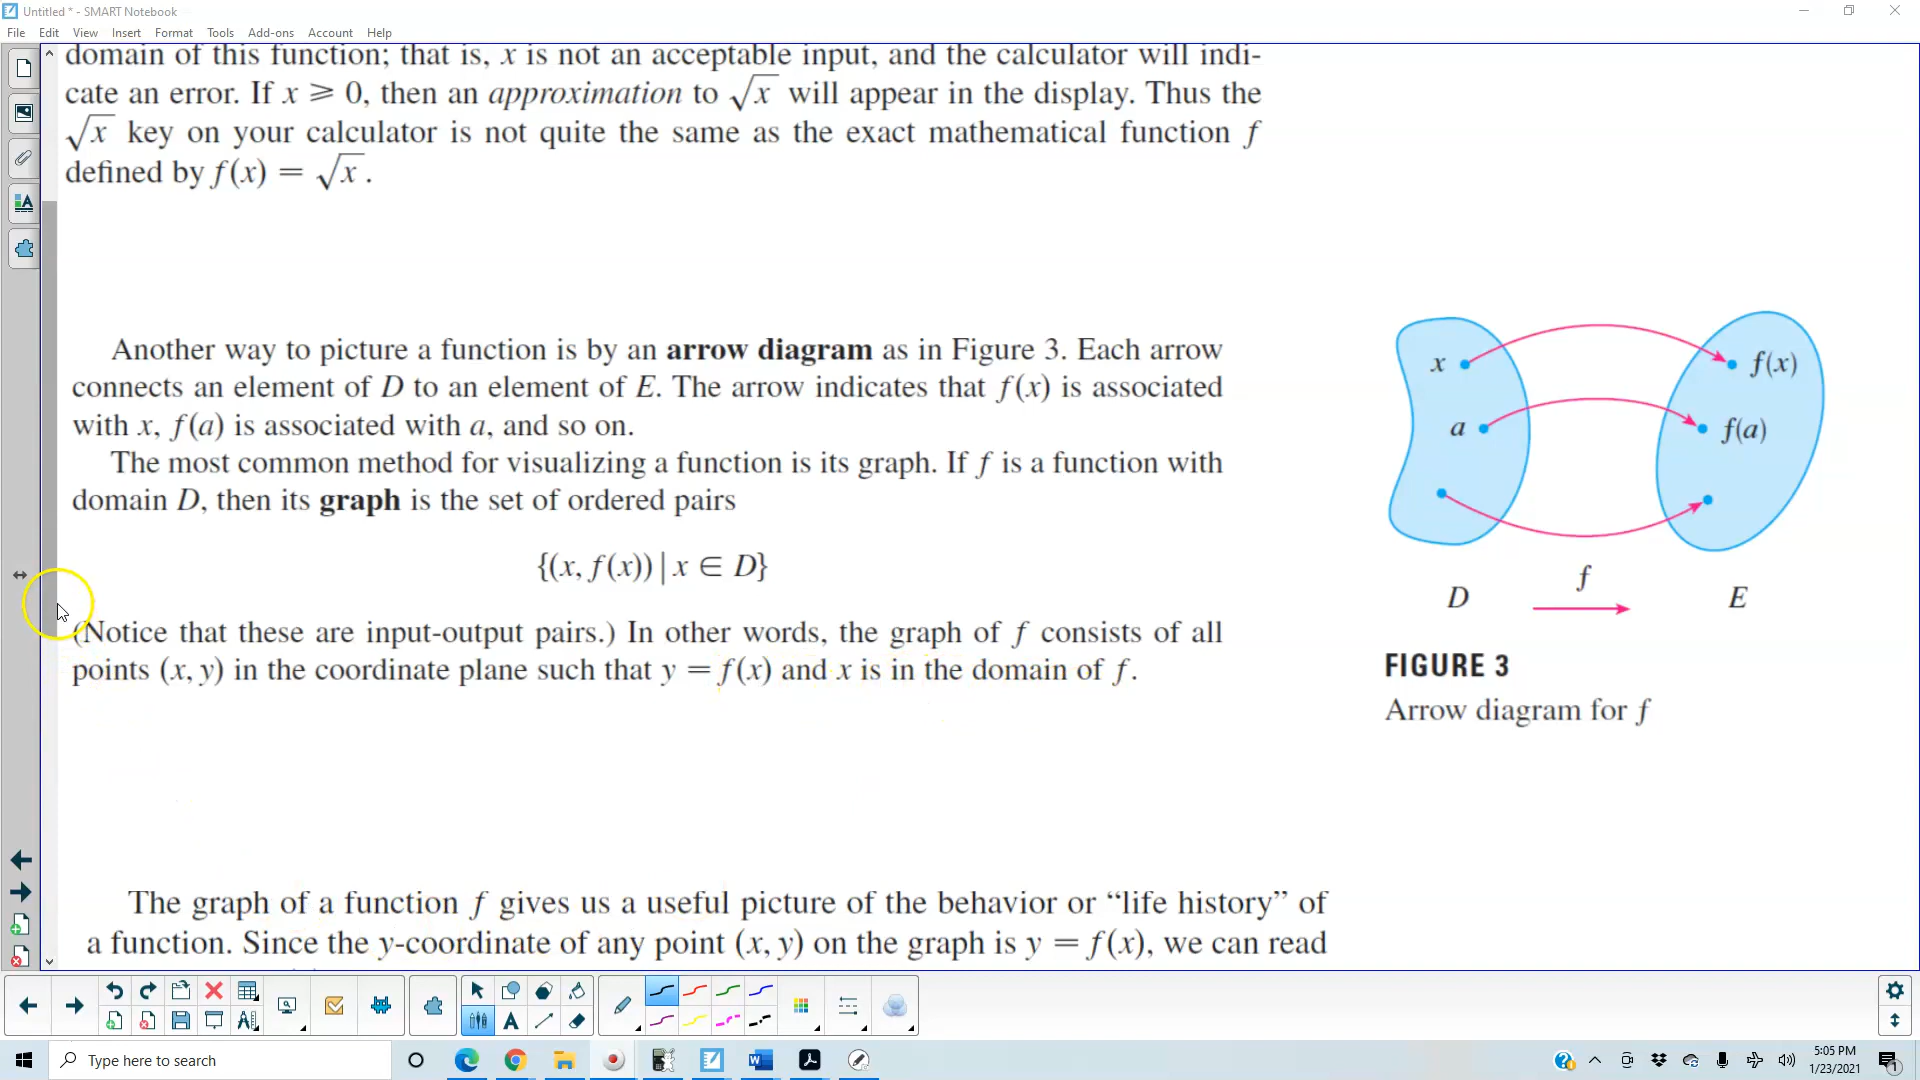 Untitled * - SMART Notebook
File Edit View Insert Format Tools Add-ons Account Help
domain of this function; that is, x is not an acceptable input, and the calculator will indi-
cate an error. If x ⩾ 0, then an approximation to √x will appear in the display. Thus the
√x key on your calculator is not quite the same as the exact mathematical function f
defined by f(x) = √x.
Another way to picture a function is by an arrow diagram as in Figure 3. Each arrow
connects an element of D to an element of E. The arrow indicates that f(x) is associated
with x, f(a) is associated with a, and so on.
The most common method for visualizing a function is its graph. If f is a function with
domain D, then its graph is the set of ordered pairs
{(x, f(x)) | x ∈ D}
(Notice that these are input-output pairs.) In other words, the graph of f consists of all
points (x, y) in the coordinate plane such that y = f(x) and x is in the domain of f.
x f(x)
a f(a)
f
D E
FIGURE 3
Arrow diagram for f
The graph of a function f gives us a useful picture of the behavior or “life history” of
a function. Since the y-coordinate of any point (x, y) on the graph is y = f(x), we can read
Type here to search
5:05 PM
1/23/2021